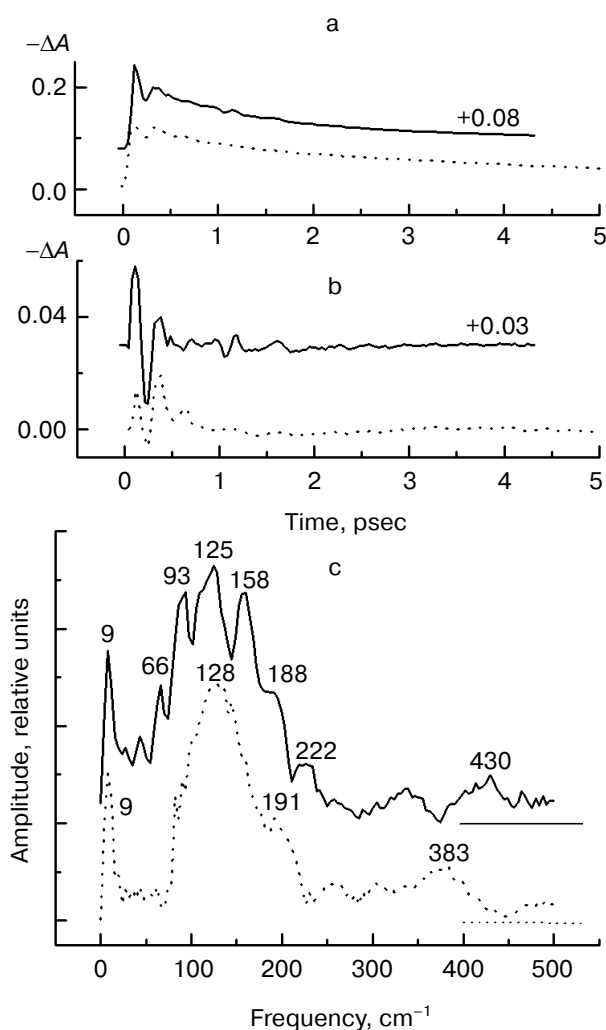 a
−ΔA
0.2
+0.08
0.0
0 1 2 3 4 5
−ΔA
b
0.04
+0.03
0.00
0 1 2 3 4 5
Time, psec
c
125
93 158
9
66
128 188
222
430
9
191
383
Amplitude, relative units
0 100 200 300 400 500
Frequency, cm⁻¹